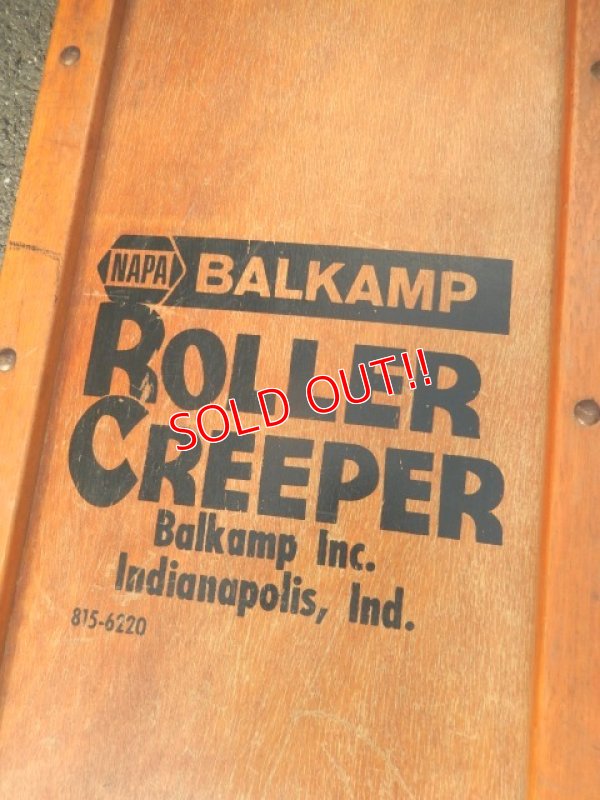 NAPA BALKAMP
ROLLER
SOLD OUT!!
CREEPER
Balkamp Inc.
Indianapolis, Ind.
815-6220